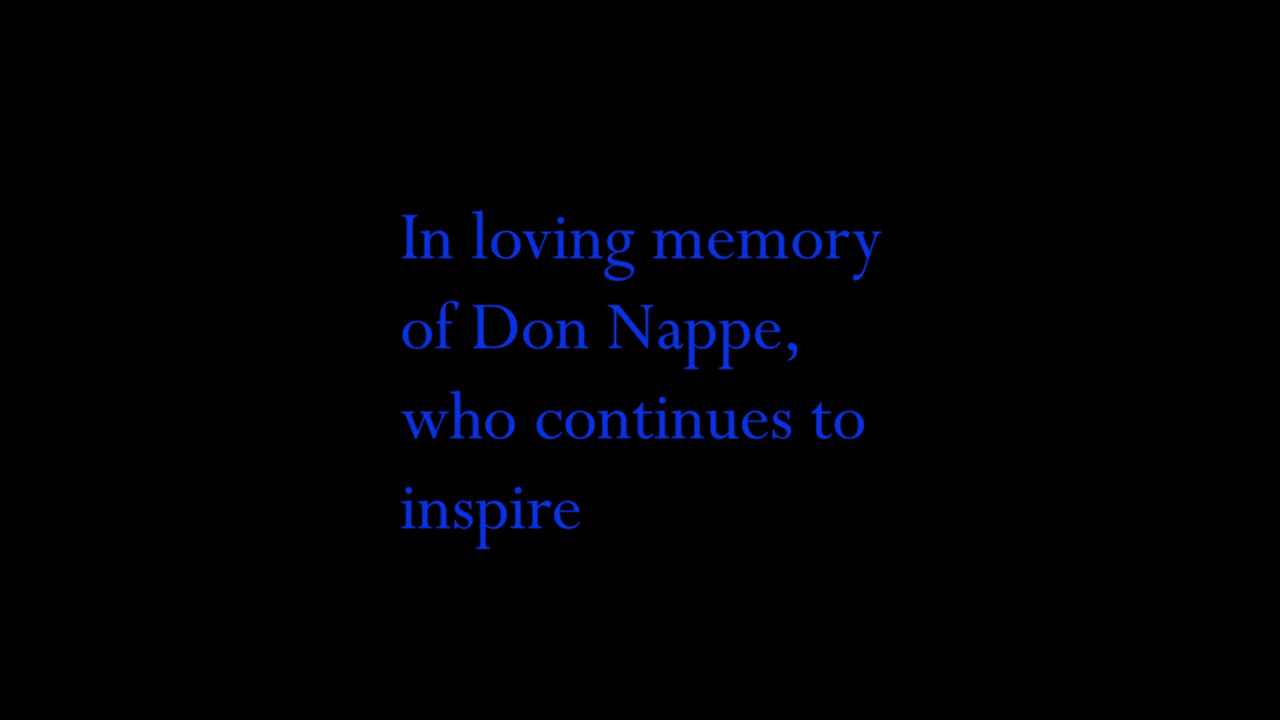 In loving memory
of Don Nappe,
who continues to
inspire